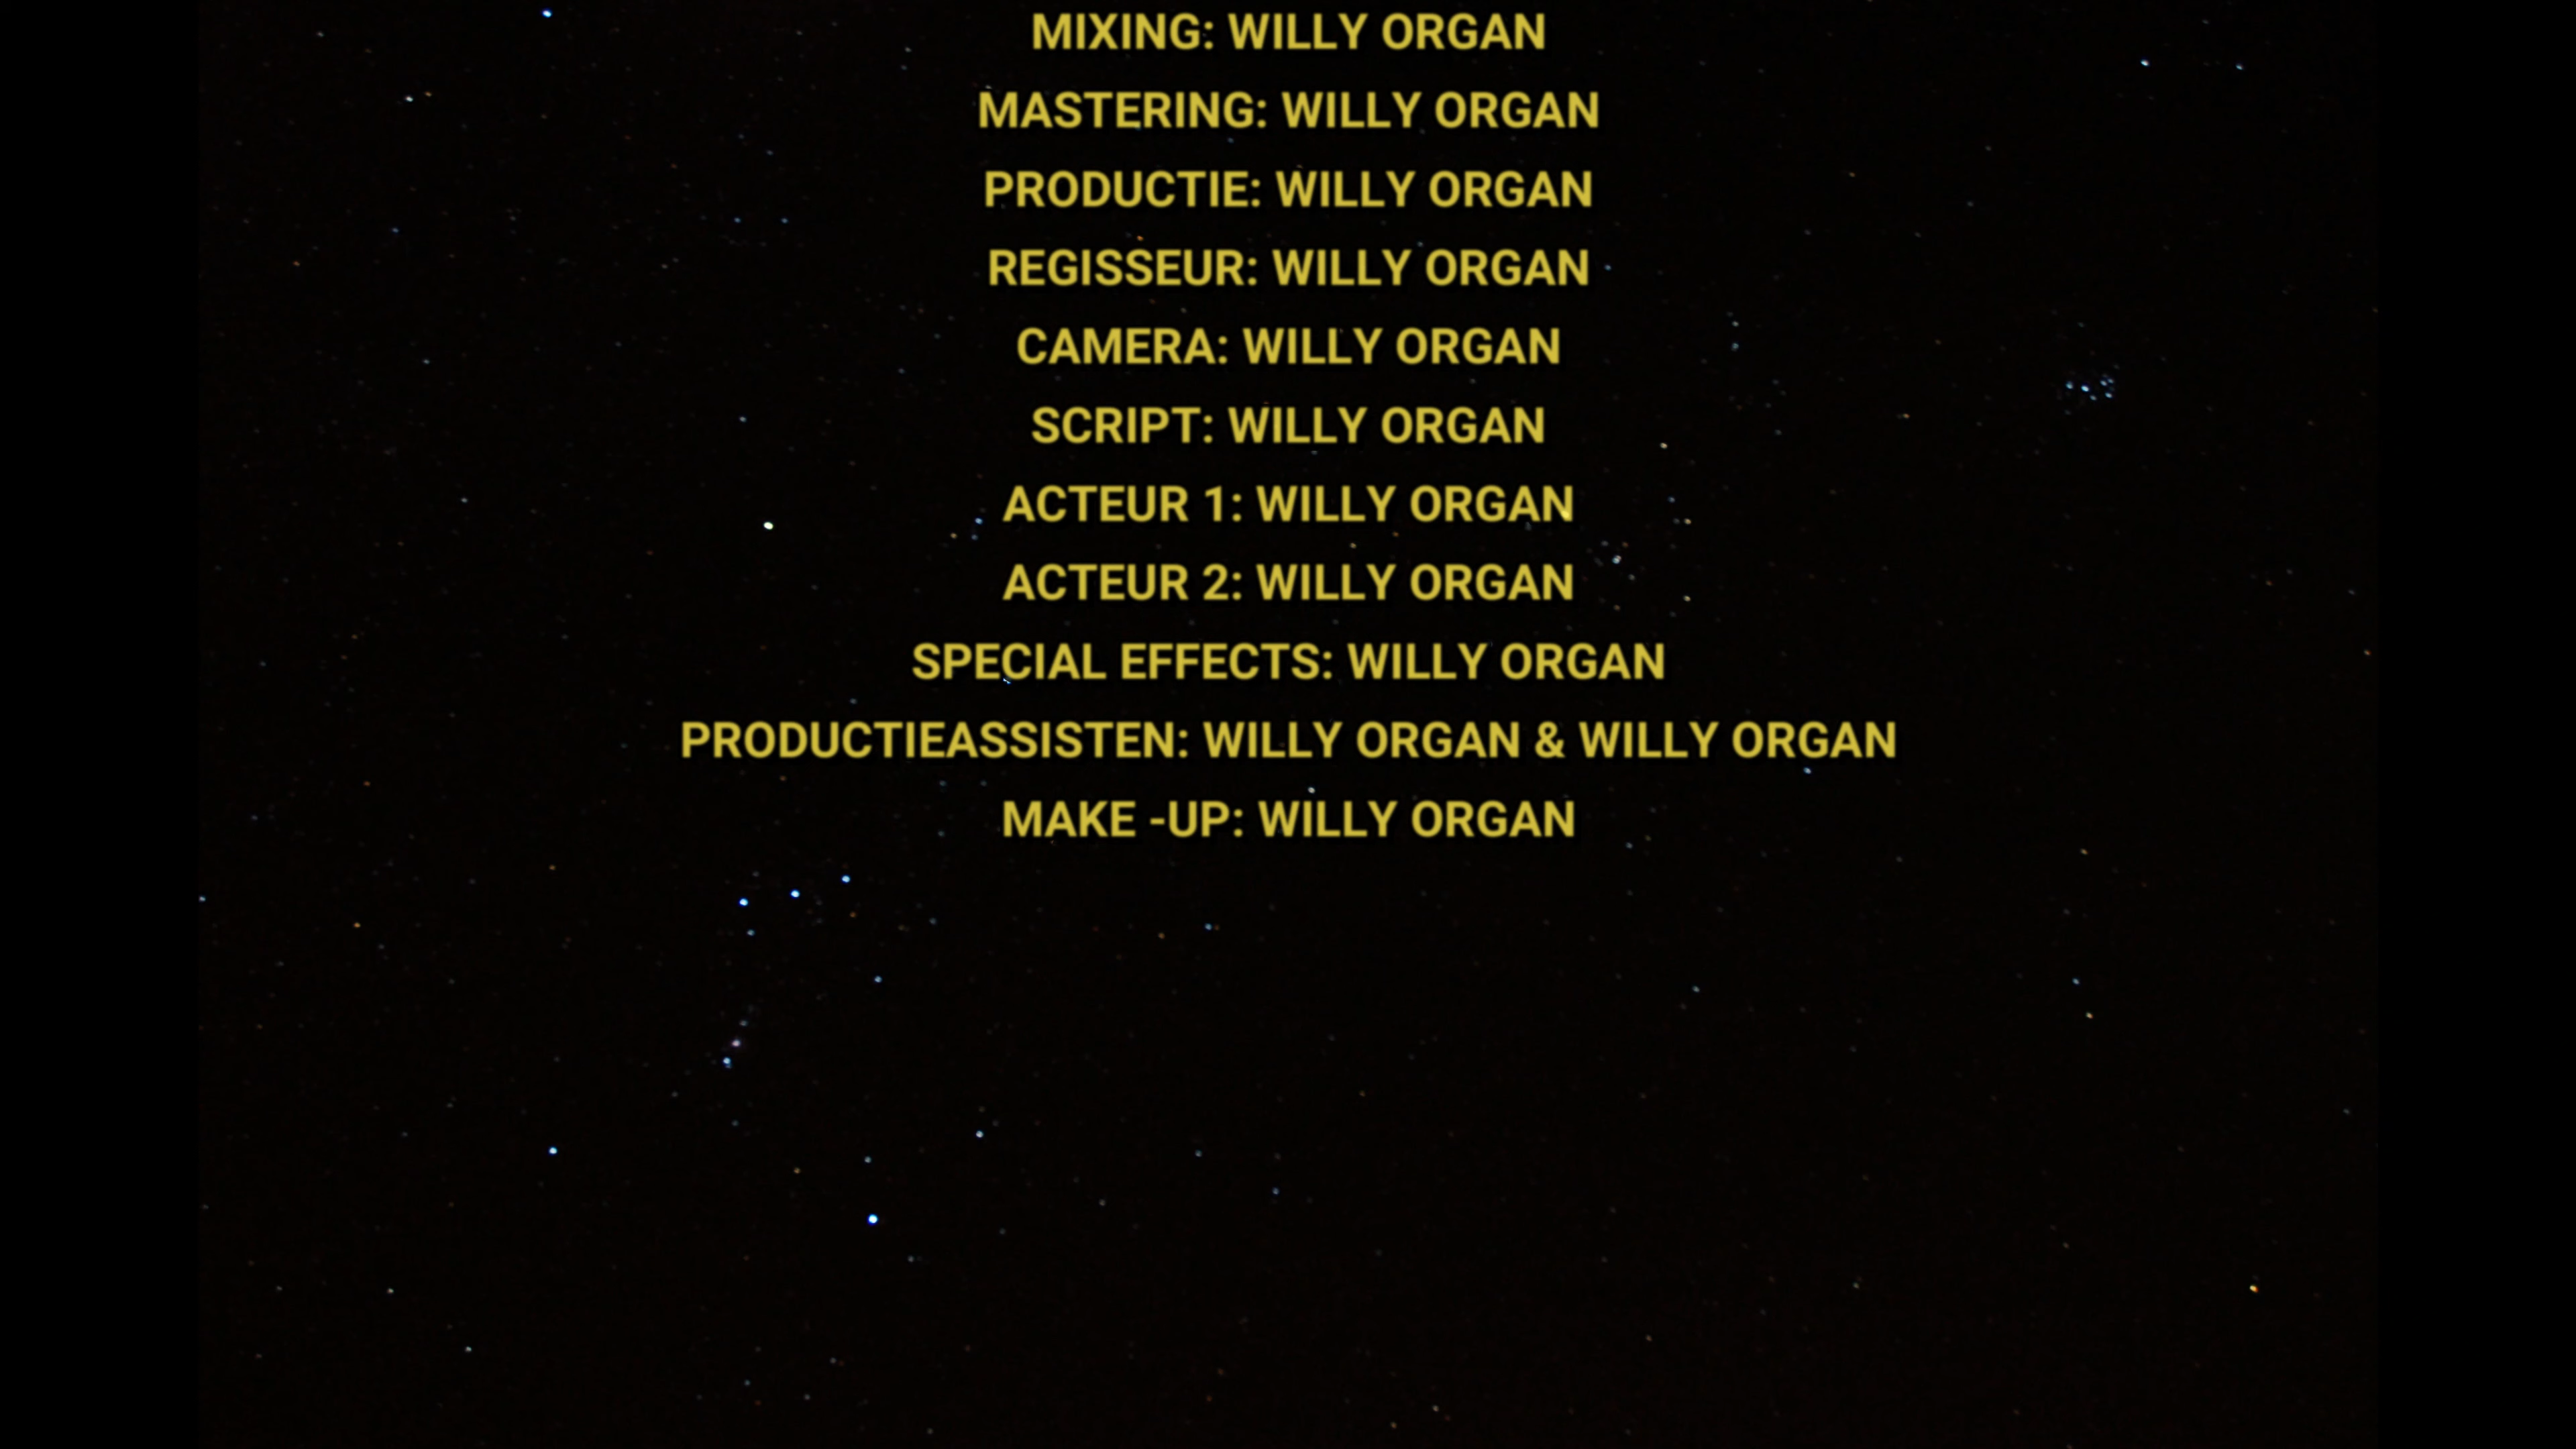 MIXING: WILLY ORGAN
MASTERING: WILLY ORGAN
PRODUCTIE: WILLY ORGAN
REGISSEUR: WILLY ORGAN
CAMERA: WILLY ORGAN
SCRIPT: WILLY ORGAN
ACTEUR 1: WILLY ORGAN
ACTEUR 2: WILLY ORGAN
SPECIAL EFFECTS: WILLY ORGAN
PRODUCTIEASSISTEN: WILLY ORGAN & WILLY ORGAN
MAKE -UP: WILLY ORGAN